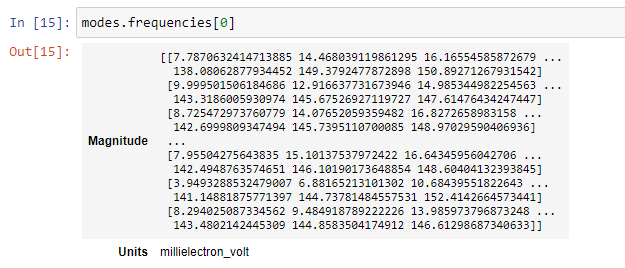 In [15]: modes.frequencies[0]
Out[15]:
[[7.7870632414713885 14.468039119861295 16.16554585872679 ...
138.08062877934452 149.3792477872898 150.89271267931542]
[9.999501506184686 12.916637731673946 14.985344982254563 ...
143.3186005930974 145.67526927119727 147.61476434247447]
[8.725472973760779 14.07652059359482 16.8272658983158 ...
142.6999809347494 145.7395110700085 148.97029590406936]
Magnitude ...
[7.95504275643835 15.10137537972422 16.64345956042706 ...
142.4948763574651 146.10190173648854 148.60404132393845]
[3.9493288532479007 6.88165213101302 10.68439551822643 ...
141.14881875771397 144.73781484557531 152.4142664573441]
[8.294025087334562 9.484918789222226 13.985973796873248 ...
143.4802142445309 144.8583504174912 146.61298687340633]]
Units millielectron_volt